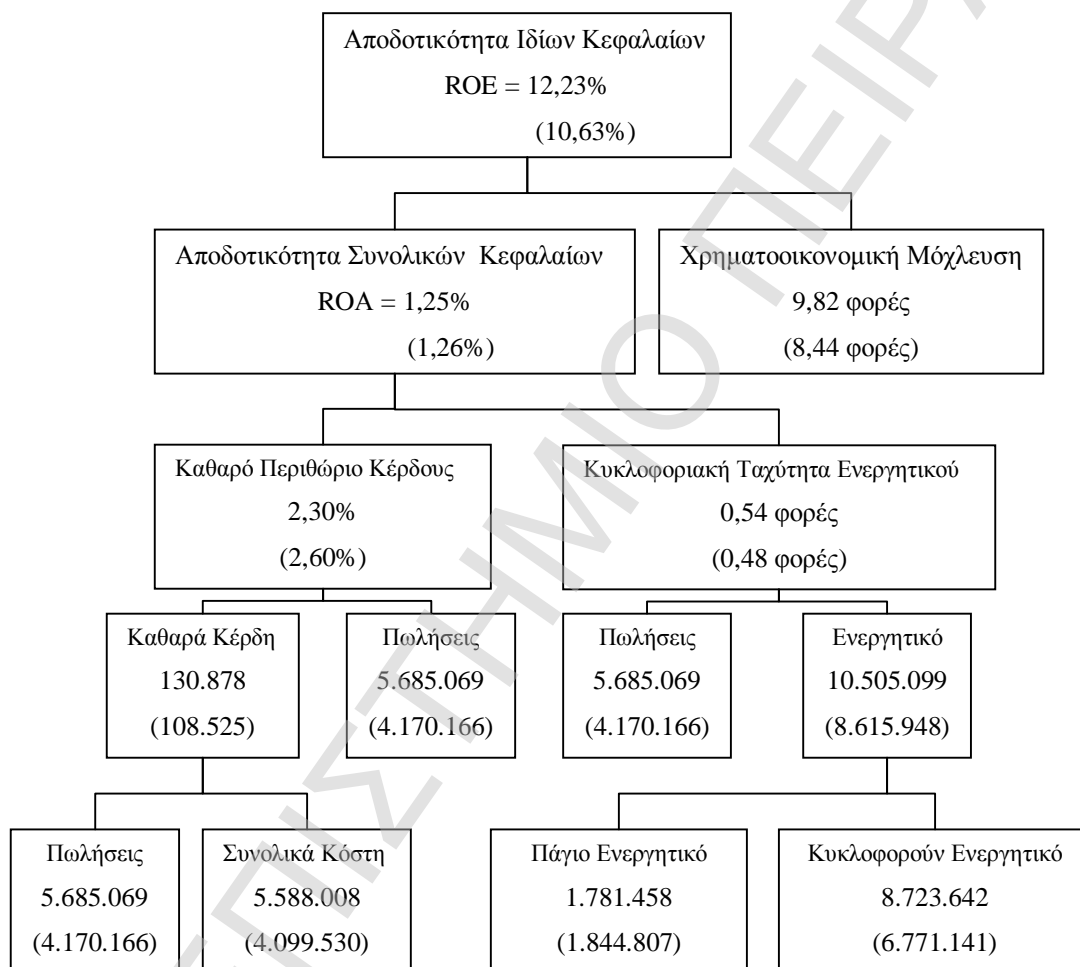 Αποδοτικότητα Ιδίων Κεφαλαίων
ROE = 12,23%
(10,63%)
Αποδοτικότητα Συνολικών Κεφαλαίων
ROA = 1,25%
(1,26%)
Χρηματοοικονομική Μόχλευση
9,82 φορές
(8,44 φορές)
Καθαρό Περιθώριο Κέρδους
2,30%
(2,60%)
Κυκλοφοριακή Ταχύτητα Ενεργητικού
0,54 φορές
(0,48 φορές)
Καθαρά Κέρδη
130.878
(108.525)
Πωλήσεις
5.685.069
(4.170.166)
Πωλήσεις
5.685.069
(4.170.166)
Ενεργητικό
10.505.099
(8.615.948)
Πωλήσεις
5.685.069
(4.170.166)
Συνολικά Κόστη
5.588.008
(4.099.530)
Πάγιο Ενεργητικό
1.781.458
(1.844.807)
Κυκλοφορούν Ενεργητικό
8.723.642
(6.771.141)